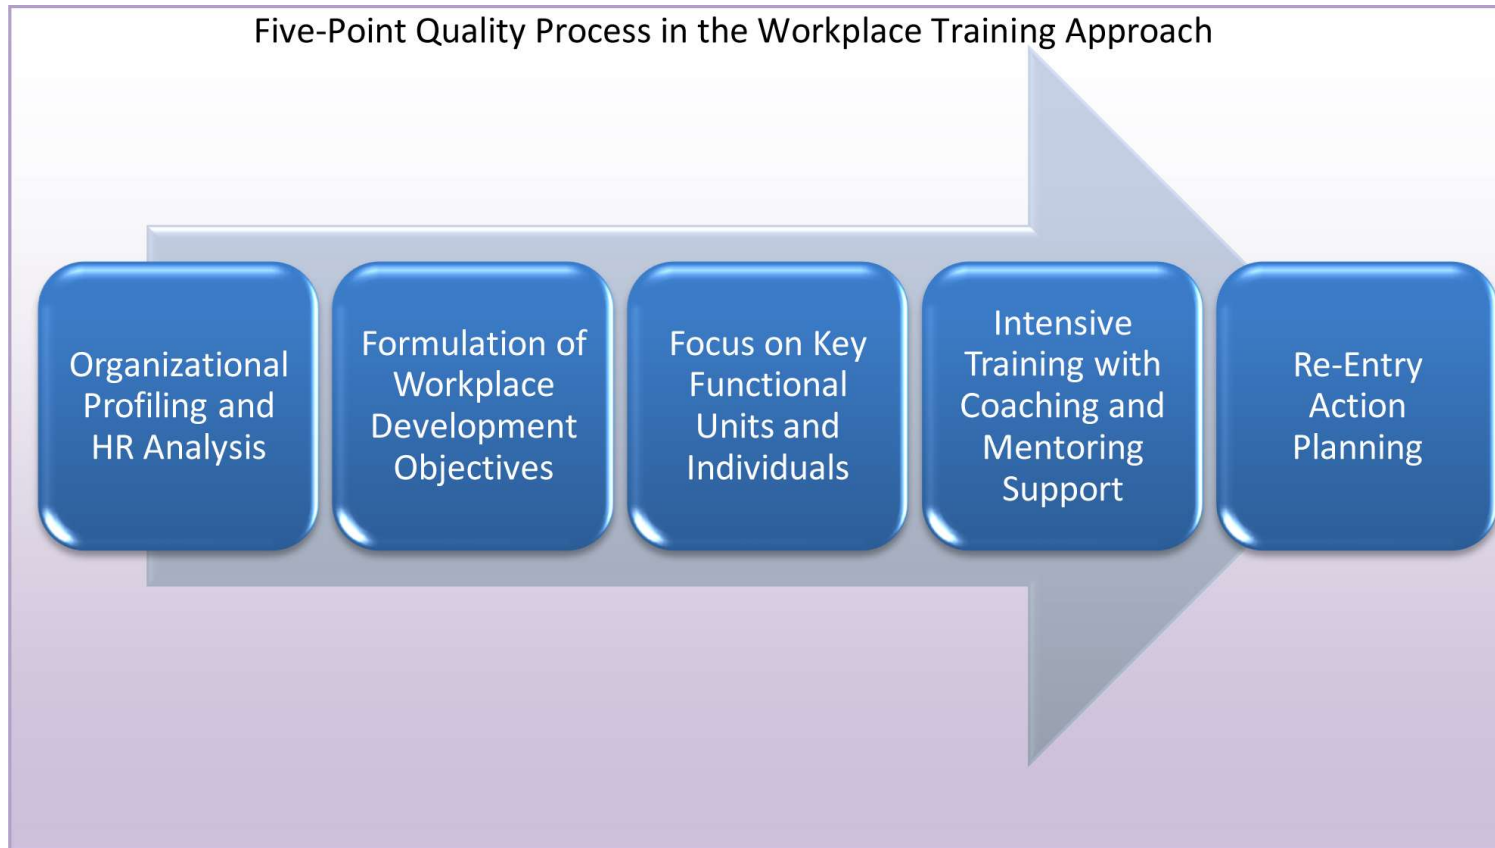 Five-Point Quality Process in the Workplace Training Approach
Organizational
Profiling and
HR Analysis
Formulation of
Workplace
Development
Objectives
Focus on Key
Functional
Units and
Individuals
Intensive
Training with
Coaching and
Mentoring
Support
Re-Entry
Action
Planning